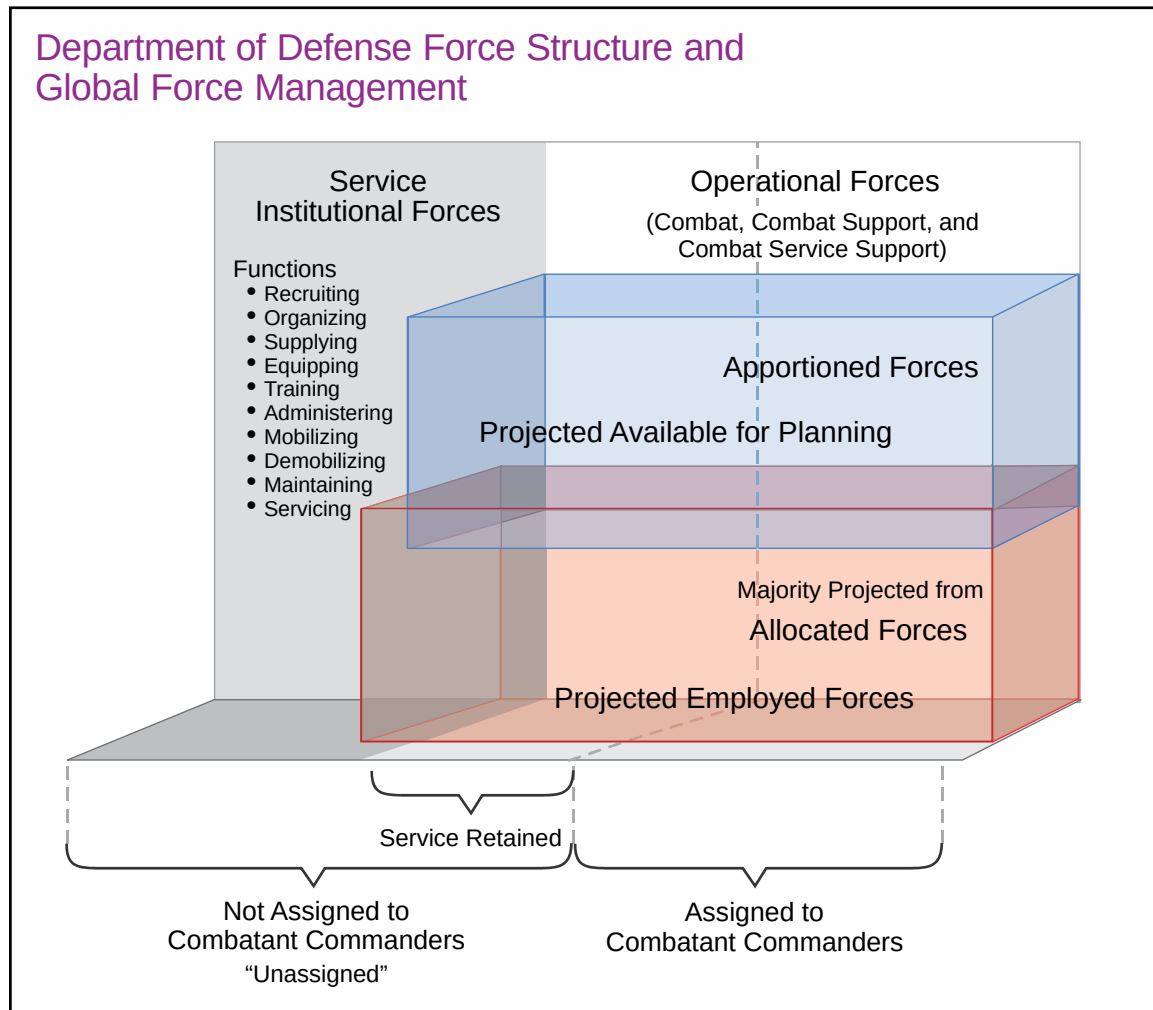 Department of Defense Force Structure and
Global Force Management
Service
Institutional Forces
Functions
• Recruiting
• Organizing
• Supplying
• Equipping
• Training
• Administering
• Mobilizing
• Demobilizing
• Maintaining
• Servicing
Operational Forces
(Combat, Combat Support, and
Combat Service Support)
Apportioned Forces
Projected Available for Planning
Majority Projected from
Allocated Forces
Projected Employed Forces
Service Retained
Not Assigned to
Combatant Commanders
“Unassigned”
Assigned to
Combatant Commanders